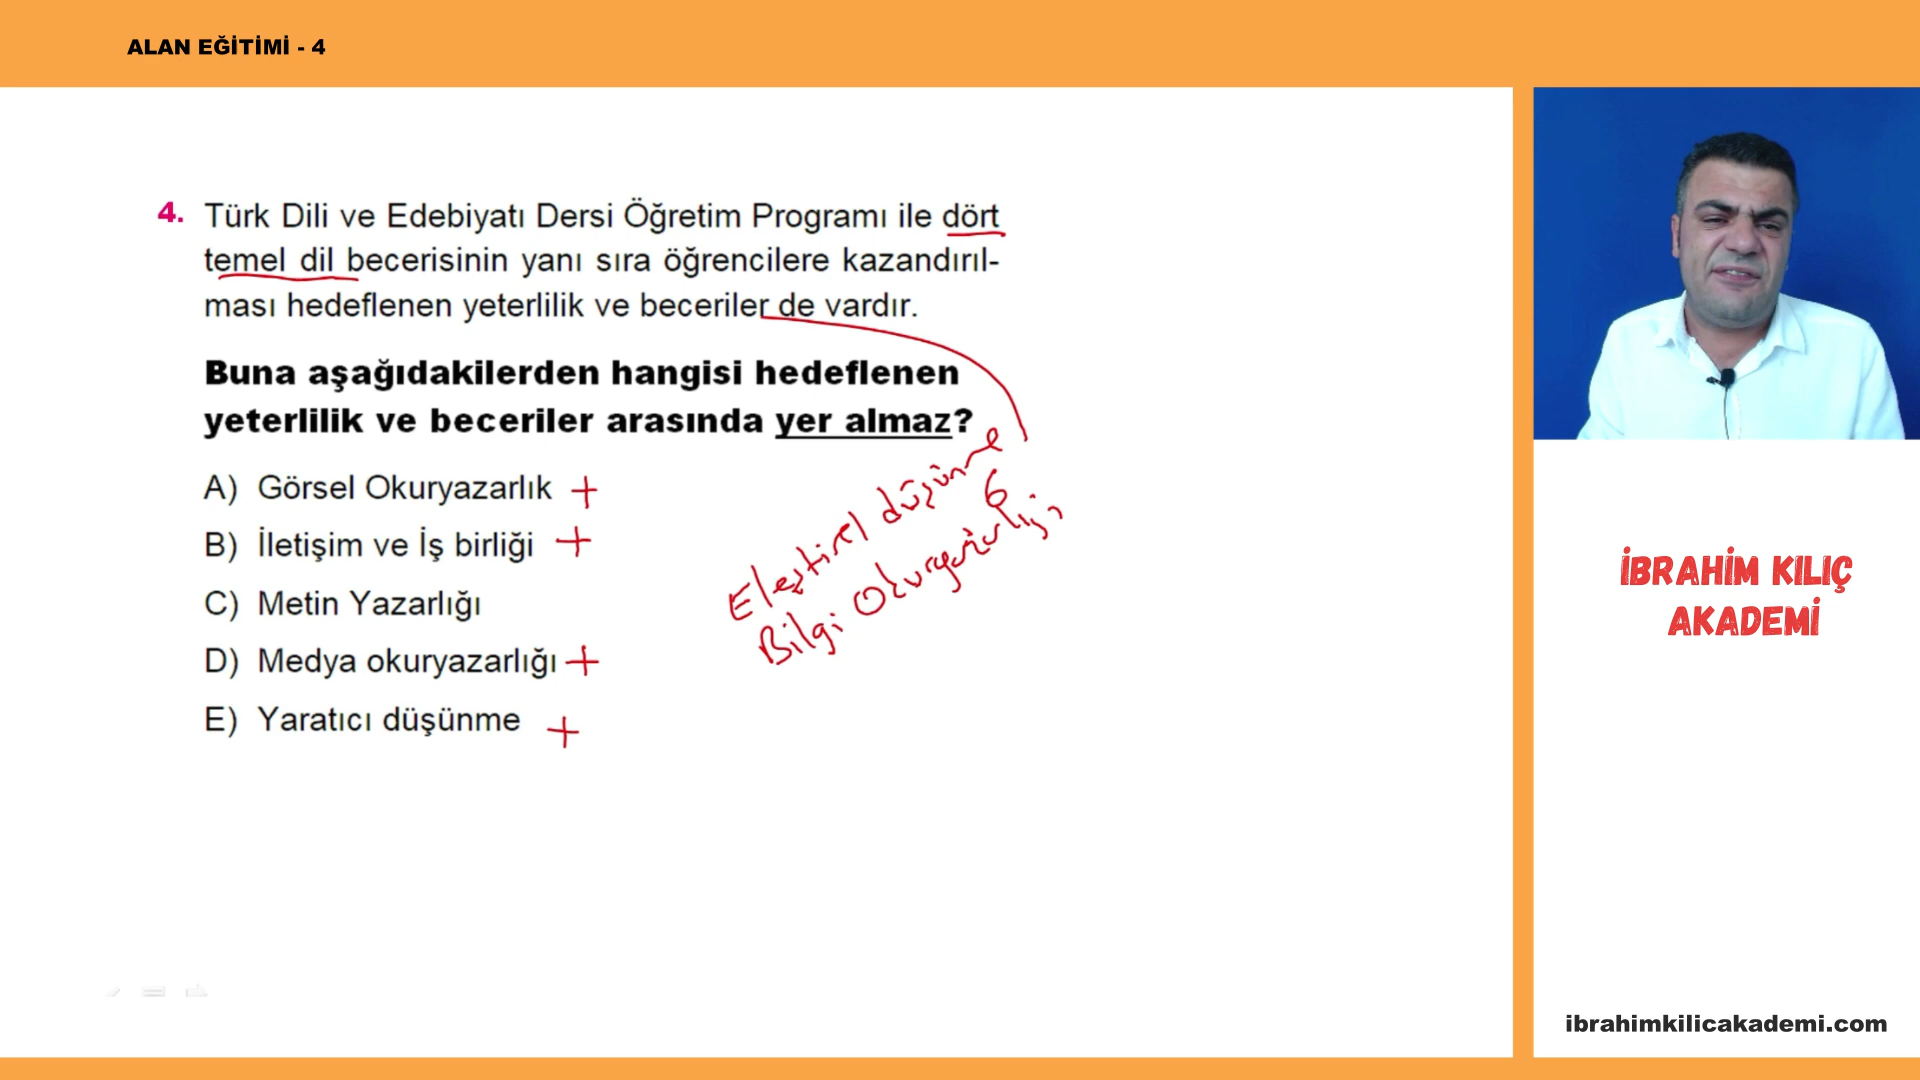 ALAN EĞİTİMİ - 4
4. Türk Dili ve Edebiyatı Dersi Öğretim Programı ile dört
temel dil becerisinin yanı sıra öğrencilere kazandırıl-
ması hedeflenen yeterlilik ve beceriler de vardır.
Buna aşağıdakilerden hangisi hedeflenen
yeterlilik ve beceriler arasında yer almaz?
A) Görsel Okuryazarlık +
B) İletişim ve İş birliği +
C) Metin Yazarlığı
D) Medya okuryazarlığı +
E) Yaratıcı düşünme +
Eleştirel düşünme
6
Bilgi Okuryazarlığı
İBRAHİM KILIÇ
AKADEMİ
ibrahimkilicakademi.com